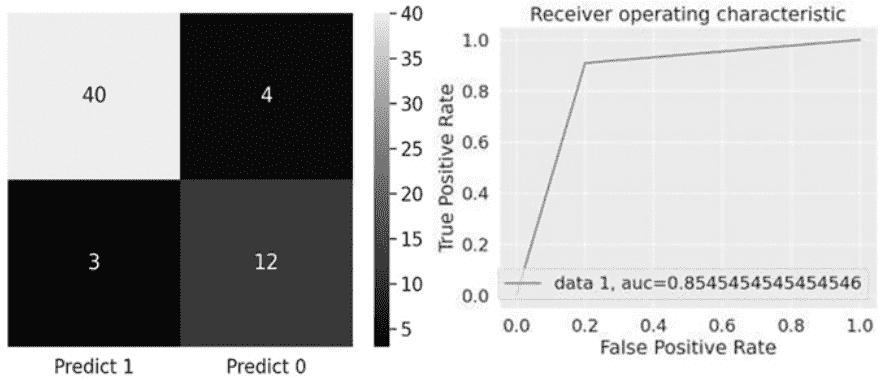 40 4
3 12
Predict 1 Predict 0
40
35
30
25
20
15
10
5
Receiver operating characteristic
True Positive Rate
1.0
0.8
0.6
0.4
0.2
0.0
data 1, auc=0.8545454545454546
0.0 0.2 0.4 0.6 0.8 1.0
False Positive Rate